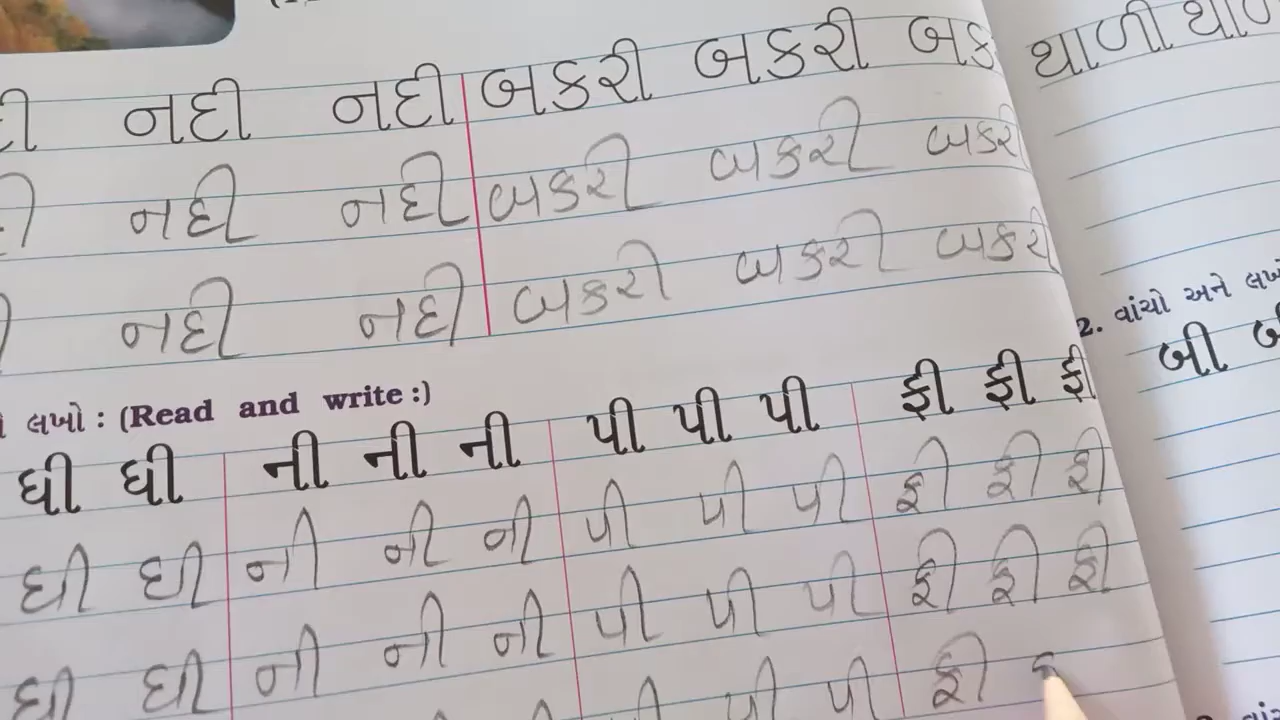 નદી નદી બકરી બકરી બક
નદી નદી બકરી બકરી બકરી
નદી નદી બકરી બકરી બકરી
લખો : (Read and write :)
ઘી ઘી ની ની ની પી પી પી ફી ફી ફી
ઘી ઘી ની ની ની પી પી પી ફી ફી ફી
ઘી ઘી ની ની ની પી પી પી ફી ફી ફી
પી પી ફી
થાળી
2. વાંચો અને લખો
બી